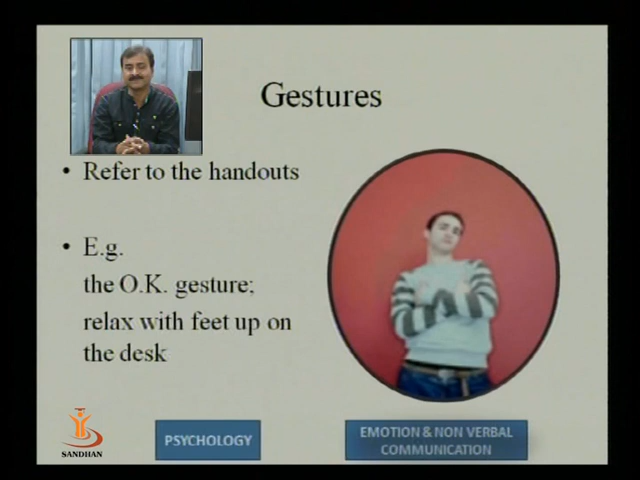 Gestures
• Refer to the handouts
• E.g.
the O.K. gesture;
relax with feet up on
the desk
SANDHAN
PSYCHOLOGY
EMOTION & NON VERBAL
COMMUNICATION